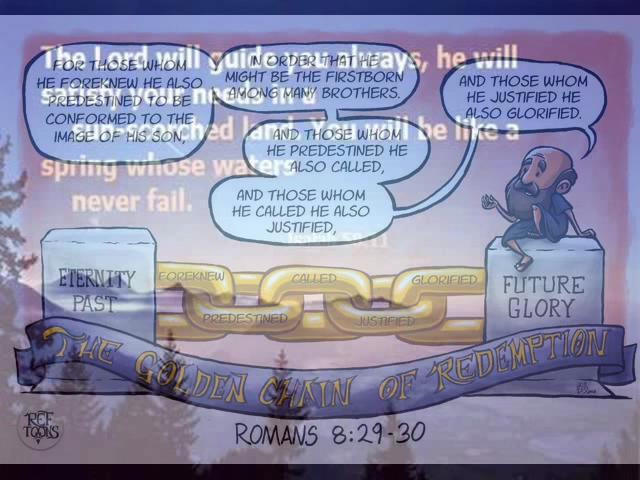 The Lord will guide you always, he will
satisfy your needs in a
land. You will be like a
spring whose waters
never fail.
Isaiah 58:11
FOR THOSE WHOM
HE FOREKNEW HE ALSO
PREDESTINED TO BE
CONFORMED TO THE
IMAGE OF HIS SON,
IN ORDER THAT HE
MIGHT BE THE FIRSTBORN
AMONG MANY BROTHERS.
AND THOSE WHOM
HE PREDESTINED HE
ALSO CALLED,
AND THOSE WHOM
HE CALLED HE ALSO
JUSTIFIED,
AND THOSE WHOM
HE JUSTIFIED HE
ALSO GLORIFIED.
ETERNITY
PAST
FOREKNEW
PREDESTINED
CALLED
JUSTIFIED
GLORIFIED
FUTURE
GLORY
THE GOLDEN CHAIN OF REDEMPTION
REF
TOONS
ROMANS 8:29-30